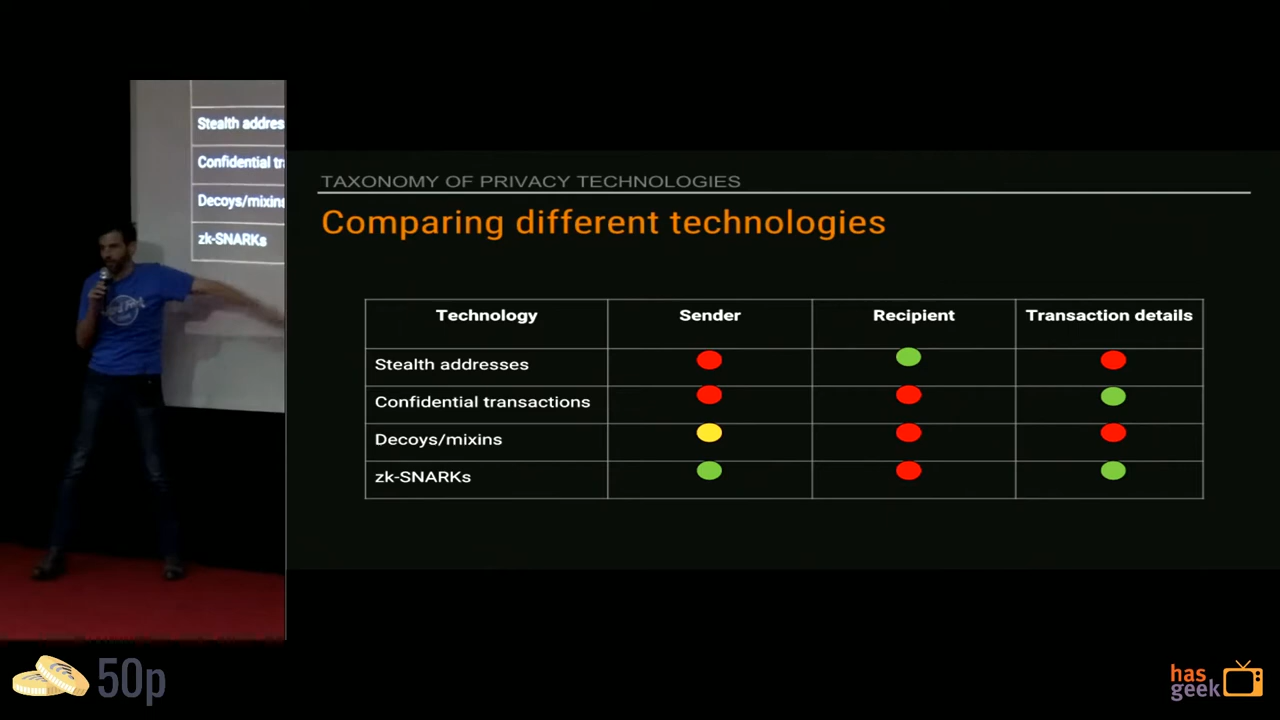 Stealth addres
Confidential tr
Decoys/mixins
zk-SNARKs
TAXONOMY OF PRIVACY TECHNOLOGIES
Comparing different technologies
Technology Sender Recipient Transaction details
Stealth addresses
Confidential transactions
Decoys/mixins
zk-SNARKs
50p
has
geek